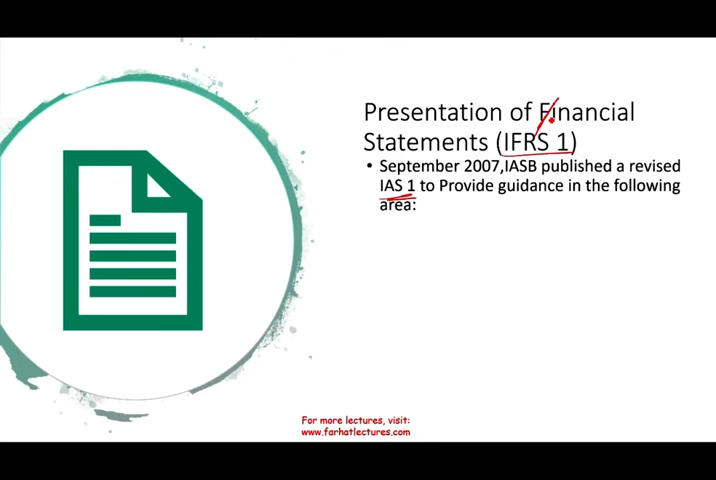 Presentation of Financial
Statements (IFRS 1)
• September 2007,IASB published a revised
IAS 1 to Provide guidance in the following
area:
For more lectures, visit:
www.farhatlectures.com